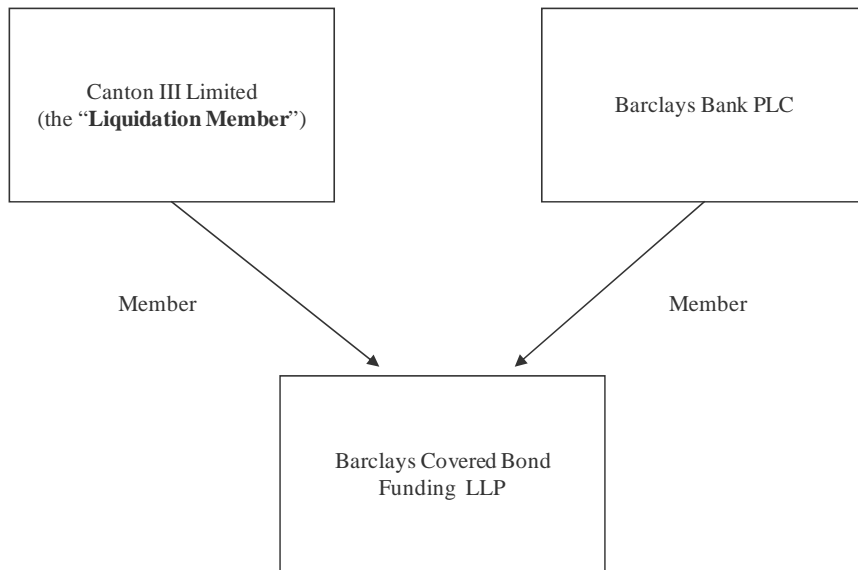 Canton III Limited
(the “Liquidation Member”)
Barclays Bank PLC
Member
Member
Barclays Covered Bond
Funding LLP